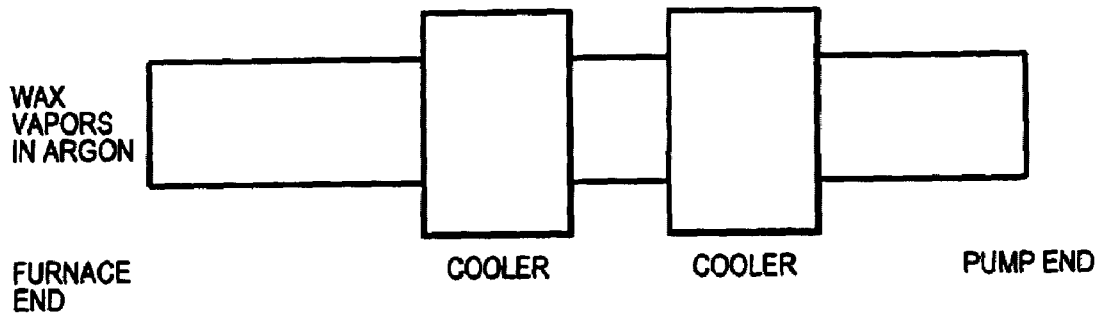 WAX
VAPORS
IN ARGON
FURNACE
END
COOLER
COOLER
PUMP END